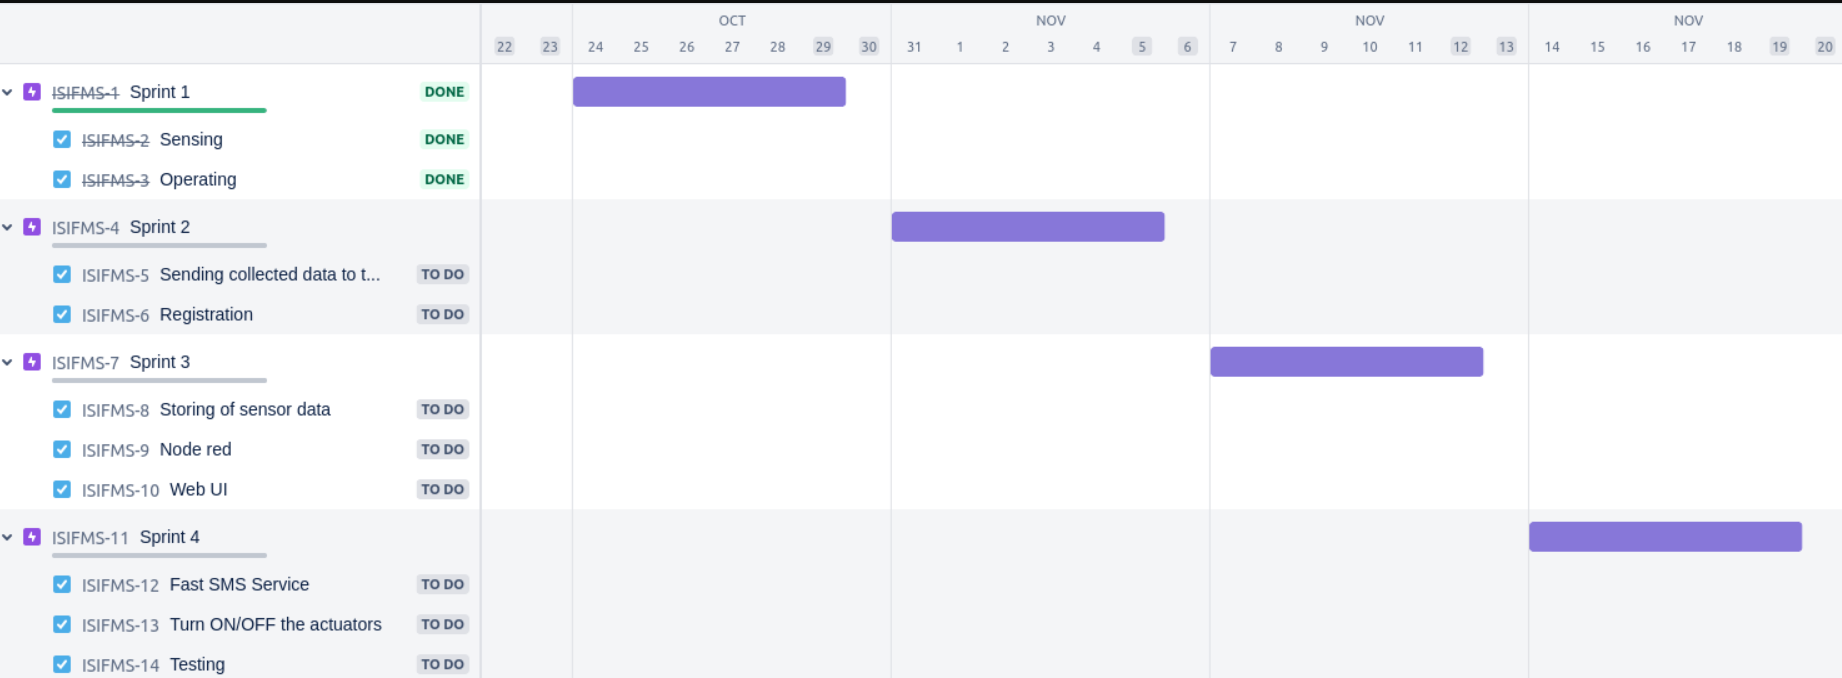 OCT NOV NOV NOV
22 23 24 25 26 27 28 29 30 31 1 2 3 4 5 6 7 8 9 10 11 12 13 14 15 16 17 18 19 20
ISIFMS-1 Sprint 1 DONE
ISIFMS-2 Sensing DONE
ISIFMS-3 Operating DONE
ISIFMS-4 Sprint 2
ISIFMS-5 Sending collected data to t... TO DO
ISIFMS-6 Registration TO DO
ISIFMS-7 Sprint 3
ISIFMS-8 Storing of sensor data TO DO
ISIFMS-9 Node red TO DO
ISIFMS-10 Web UI TO DO
ISIFMS-11 Sprint 4
ISIFMS-12 Fast SMS Service TO DO
ISIFMS-13 Turn ON/OFF the actuators TO DO
ISIFMS-14 Testing TO DO